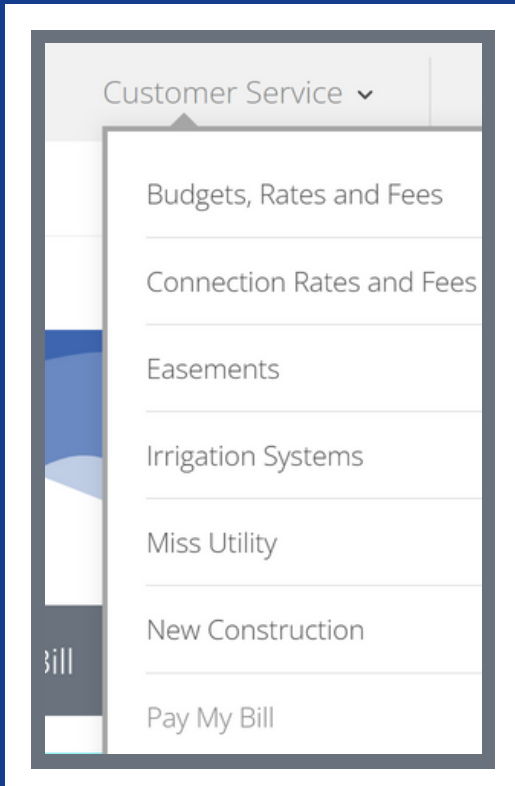 Customer Service
Budgets, Rates and Fees
Connection Rates and Fees
Easements
Irrigation Systems
Miss Utility
New Construction
Bill
Pay My Bill